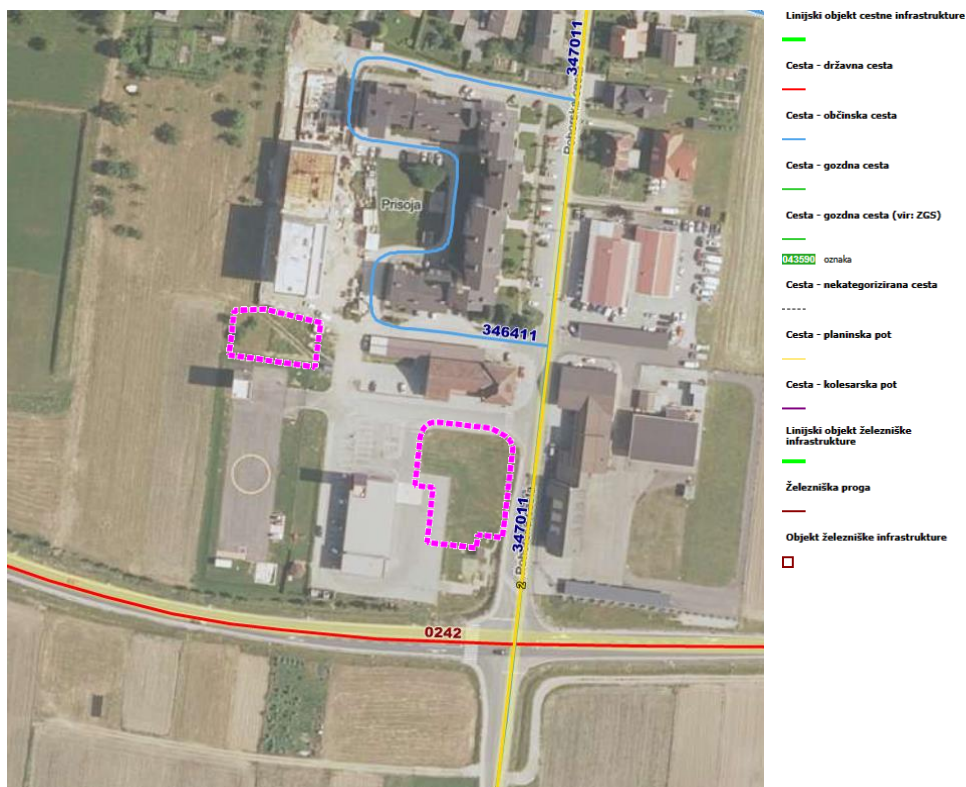 Linijski objekt cestne infrastrukture
Cesta - državna cesta
Cesta - občinska cesta
Cesta - gozdna cesta
Cesta - gozdna cesta (vir: ZGS)
043590 oznaka
Cesta - nekategorizirana cesta
Cesta - planinska pot
Cesta - kolesarska pot
Linijski objekt železniške
infrastrukture
Železniška proga
Objekt železniške infrastrukture
347011
Prisoja
346411
347011
0242